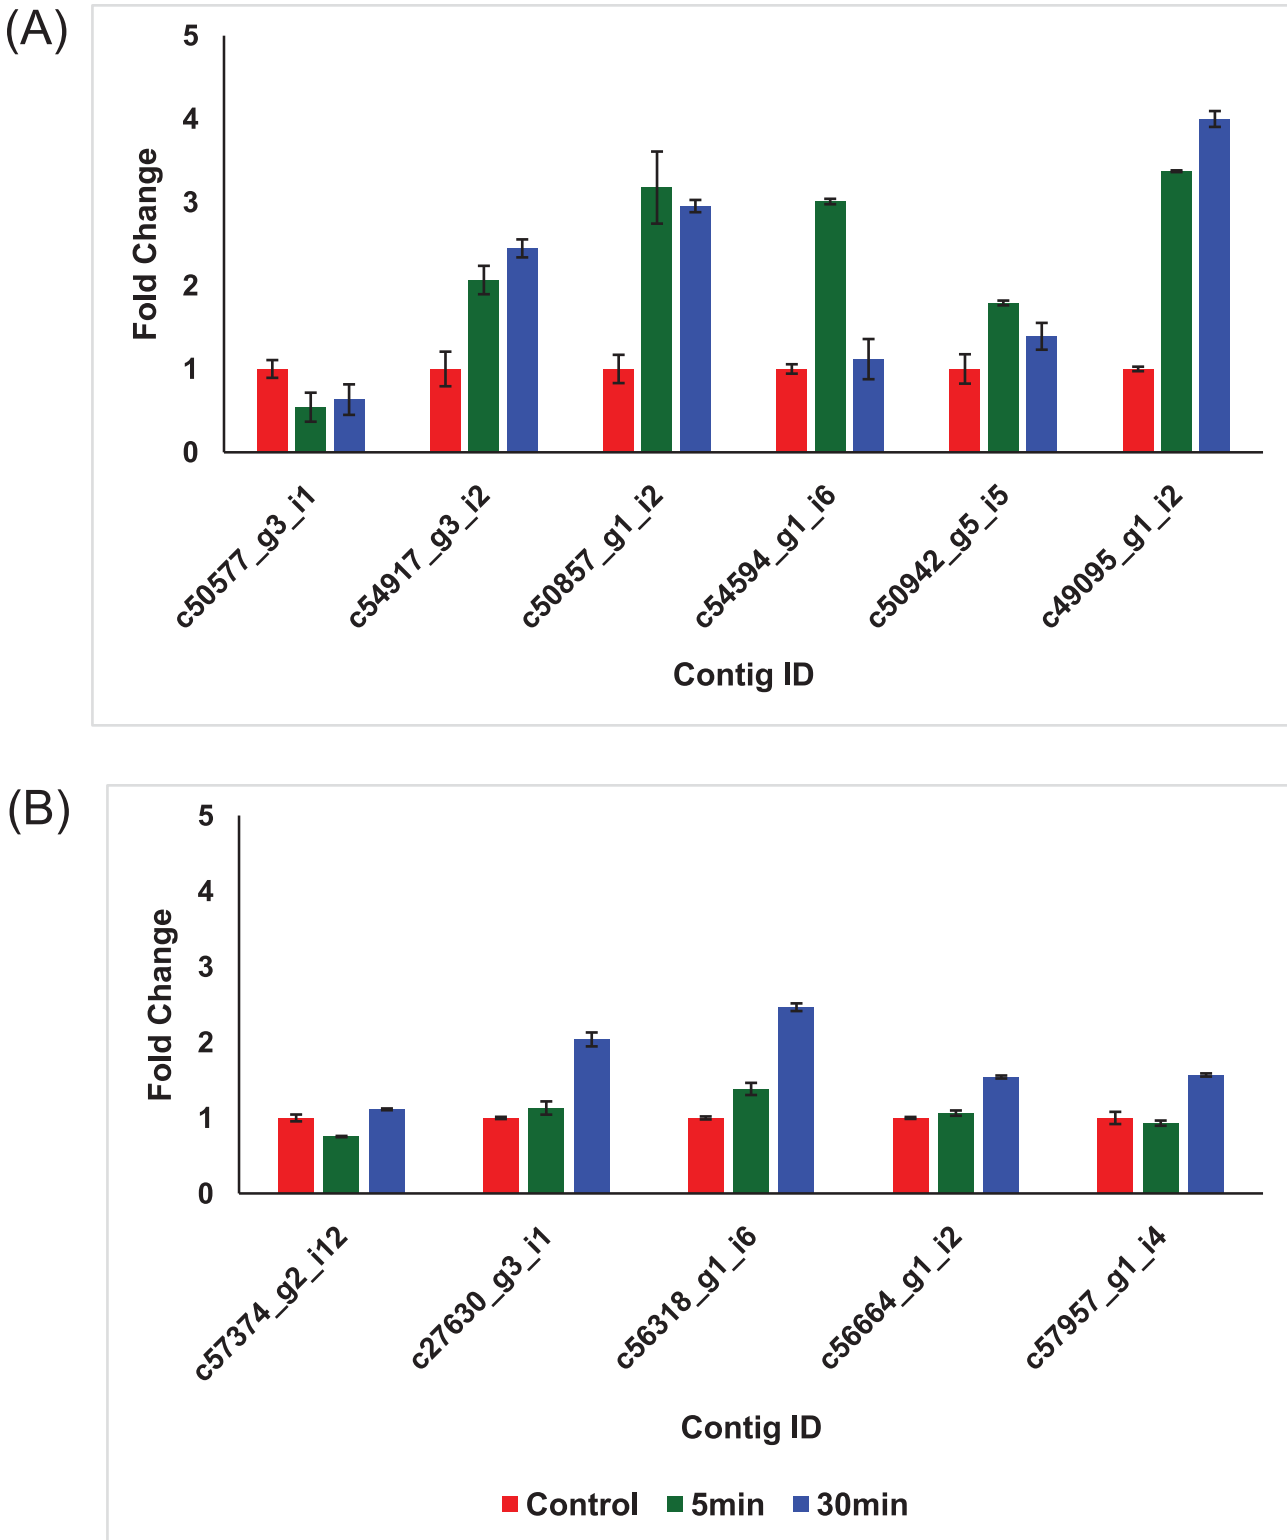 (A)
5
4
3
2
1
0
Fold Change
c50577_g3_i1
c54917_g3_i2
c50857_g1_i2
c54594_g1_i6
c50942_g5_i5
c49095_g1_i2
Contig ID
(B)
5
4
3
2
1
0
Fold Change
c57374_g2_i12
c27630_g3_i1
c56318_g1_i6
c56664_g1_i2
c57957_g1_i4
Contig ID
Control 5min 30min